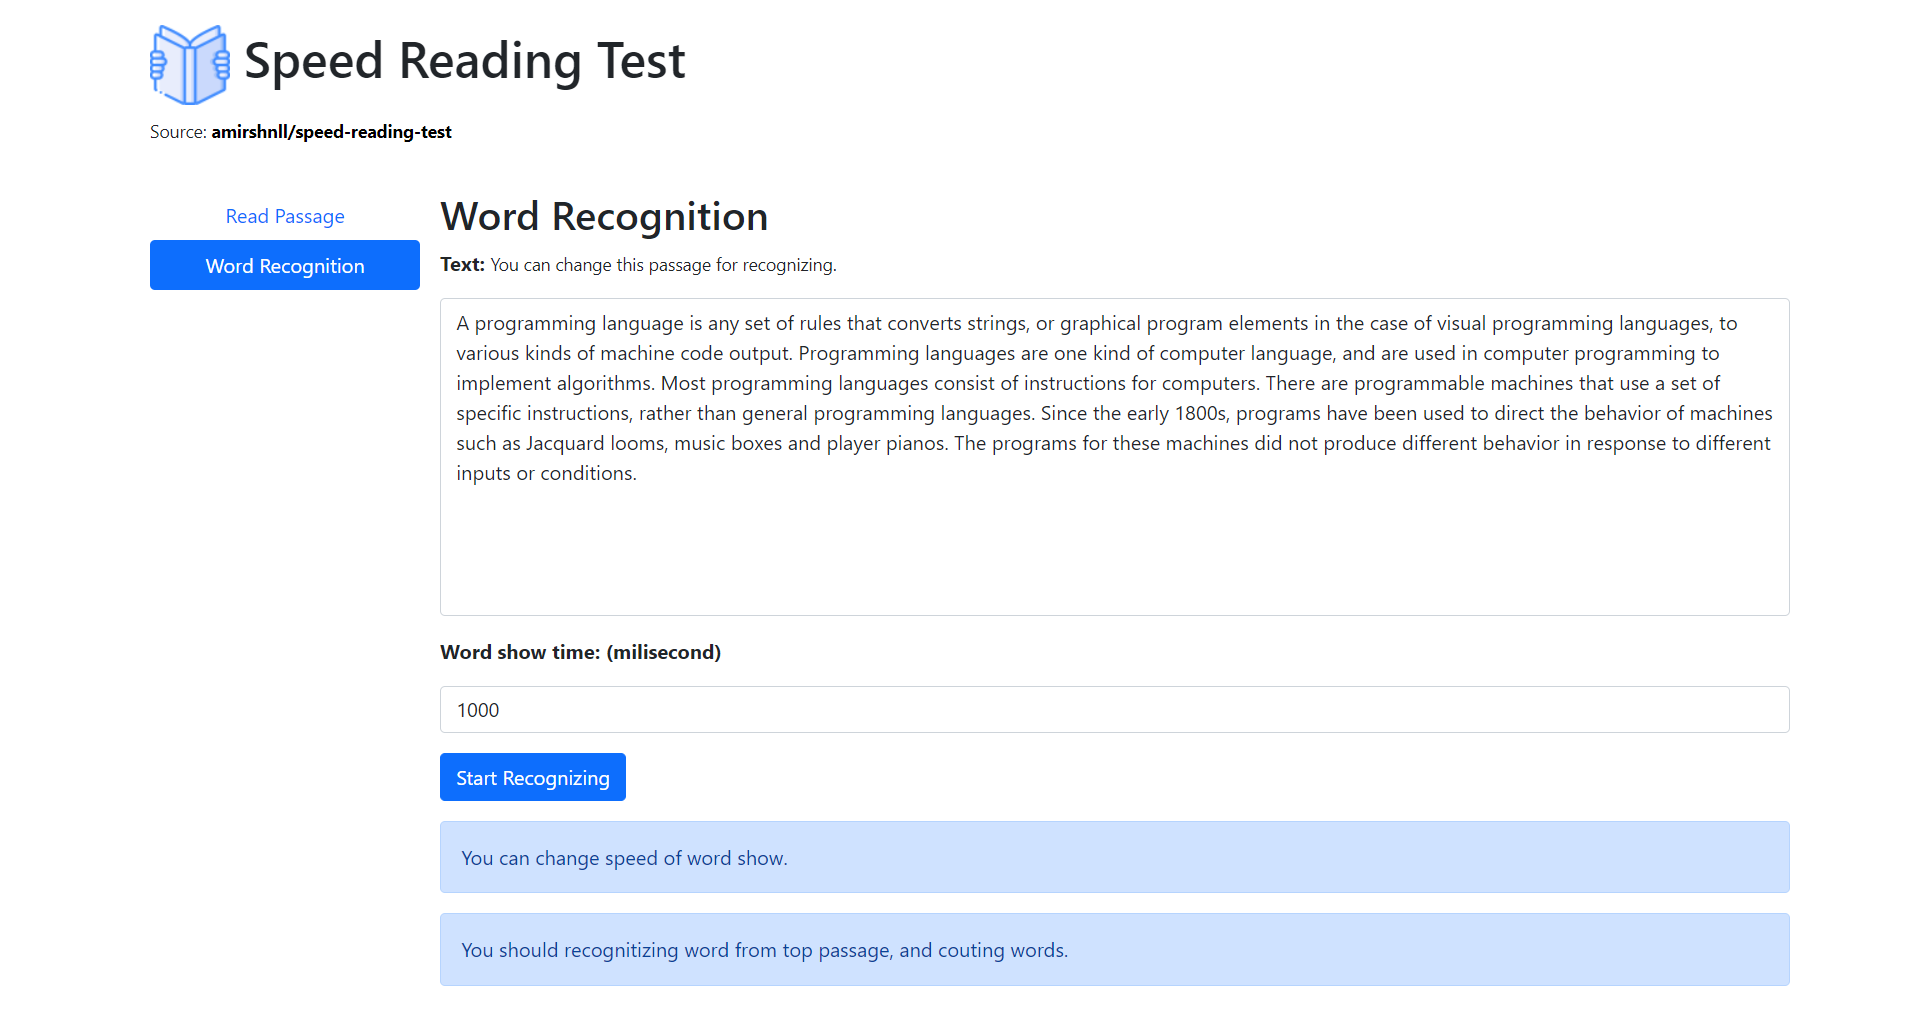 Speed Reading Test
Source: amirshnll/speed-reading-test
Read Passage
Word Recognition
Word Recognition
Text: You can change this passage for recognizing.
A programming language is any set of rules that converts strings, or graphical program elements in the case of visual programming languages, to
various kinds of machine code output. Programming languages are one kind of computer language, and are used in computer programming to
implement algorithms. Most programming languages consist of instructions for computers. There are programmable machines that use a set of
specific instructions, rather than general programming languages. Since the early 1800s, programs have been used to direct the behavior of machines
such as Jacquard looms, music boxes and player pianos. The programs for these machines did not produce different behavior in response to different
inputs or conditions.
Word show time: (milisecond)
1000
Start Recognizing
You can change speed of word show.
You should recognitizing word from top passage, and couting words.